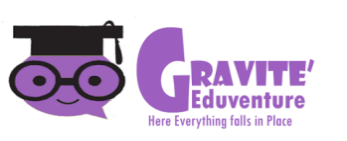 GRAVITE'
Eduventure
Here Everything falls in Place